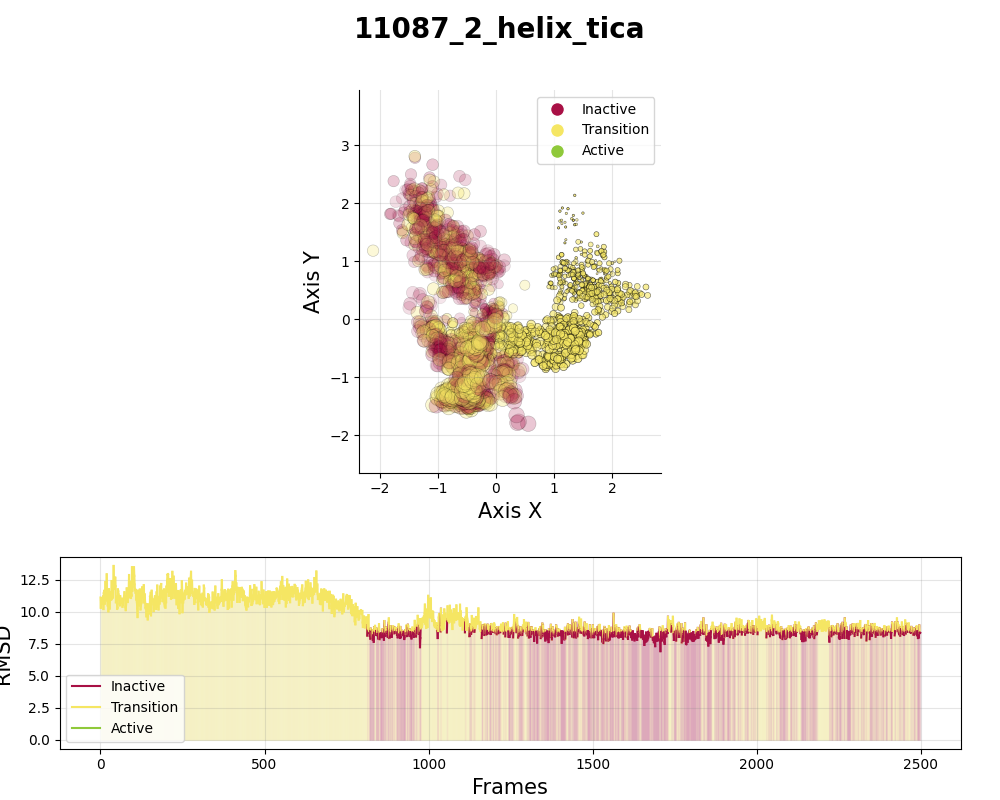 11087_2_helix_tica
Inactive
Transition
Active
Axis Y
3
2
1
0
−1
−2
−2 −1 0 1 2
Axis X
RMSD
12.5
10.0
7.5
5.0
2.5
0.0
Inactive
Transition
Active
0 500 1000 1500 2000 2500
Frames